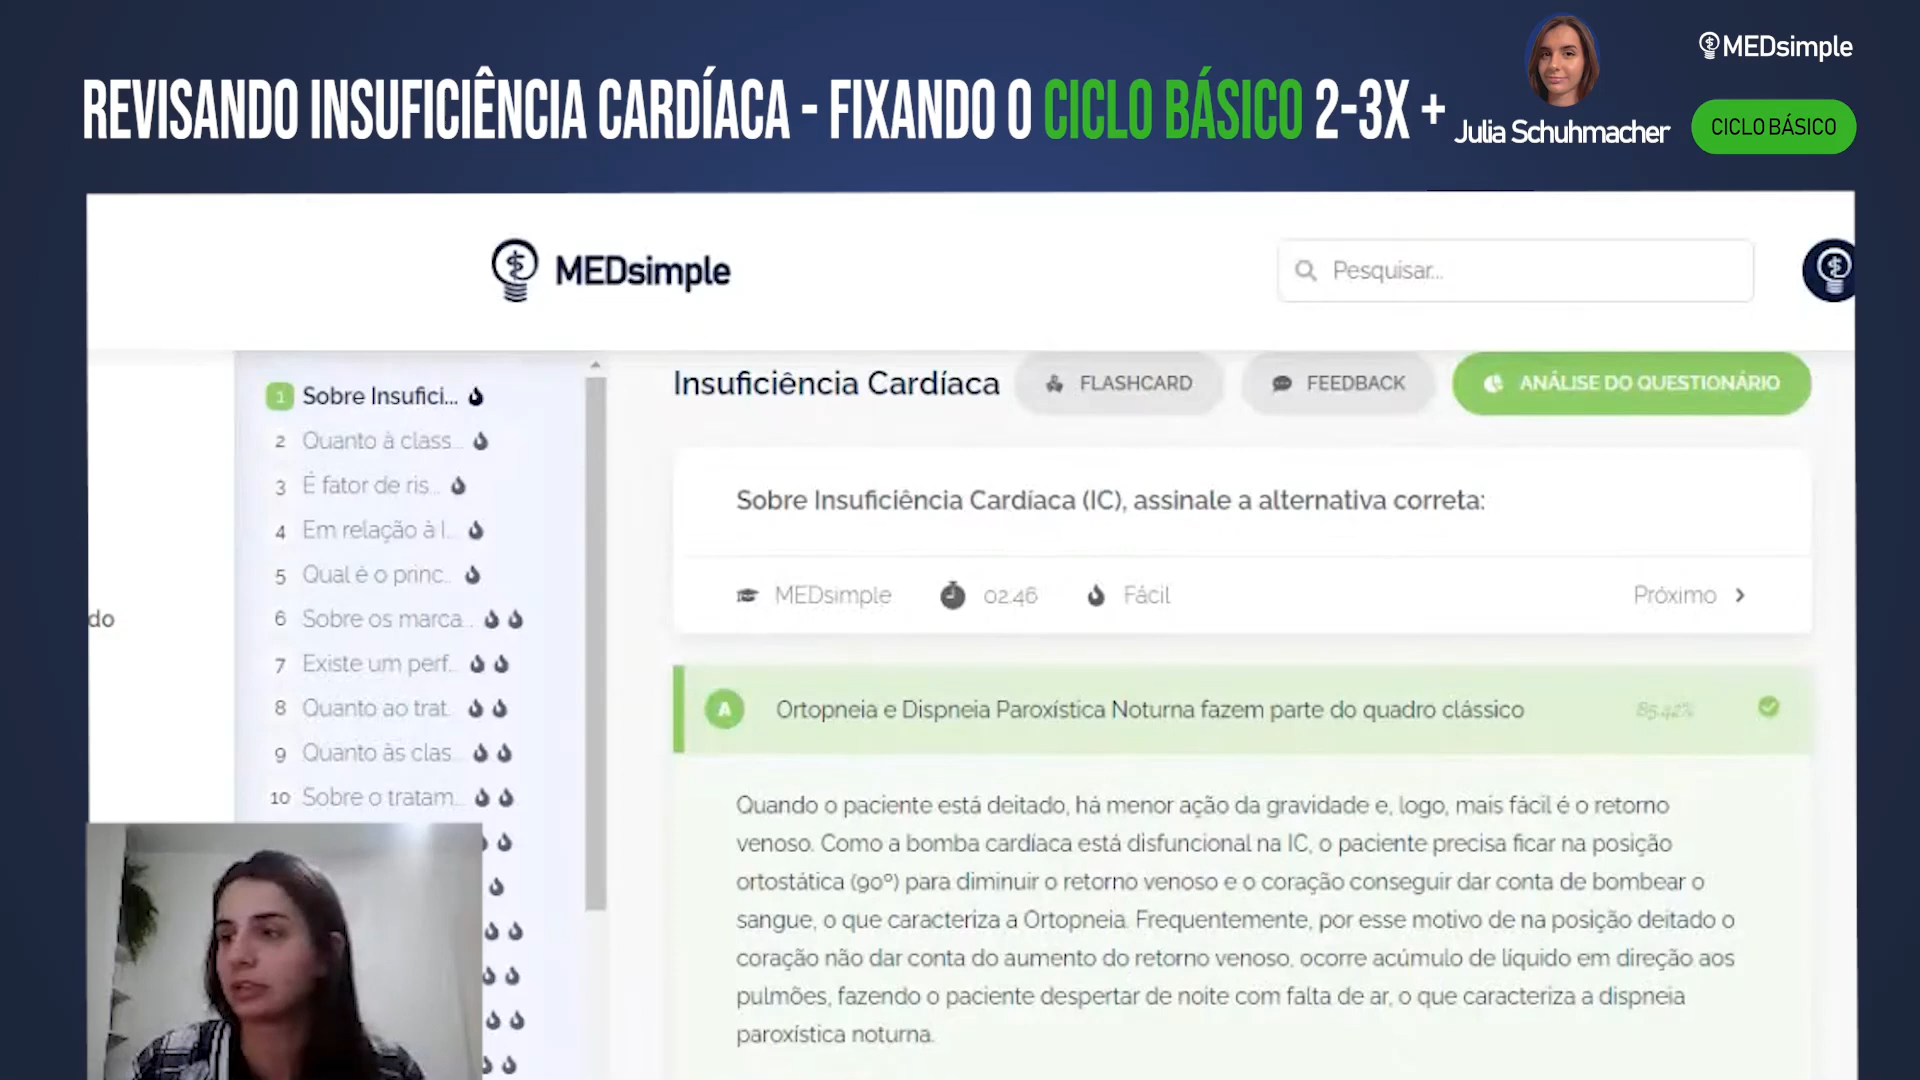 REVISANDO INSUFICIÊNCIA CARDÍACA - FIXANDO O CICLO BÁSICO 2-3X +
Julia Schuhmacher
MEDsimple
CICLO BÁSICO
MEDsimple
Pesquisar...
do
1 Sobre Insufici...
2 Quanto à class...
3 É fator de ris...
4 Em relação à I...
5 Qual é o princ...
6 Sobre os marca...
7 Existe um perf...
8 Quanto ao trat...
9 Quanto às clas...
10 Sobre o tratam...
Insuficiência Cardíaca
FLASHCARD
FEEDBACK
ANÁLISE DO QUESTIONÁRIO
Sobre Insuficiência Cardíaca (IC), assinale a alternativa correta:
MEDsimple
02:46
Fácil
Próximo
A Ortopneia e Dispneia Paroxística Noturna fazem parte do quadro clássico 85.42%
Quando o paciente está deitado, há menor ação da gravidade e, logo, mais fácil é o retorno
venoso. Como a bomba cardíaca está disfuncional na IC, o paciente precisa ficar na posição
ortostática (90º) para diminuir o retorno venoso e o coração conseguir dar conta de bombear o
sangue, o que caracteriza a Ortopneia. Frequentemente, por esse motivo de na posição deitado o
coração não dar conta do aumento do retorno venoso, ocorre acúmulo de líquido em direção aos
pulmões, fazendo o paciente despertar de noite com falta de ar, o que caracteriza a dispneia
paroxística noturna.